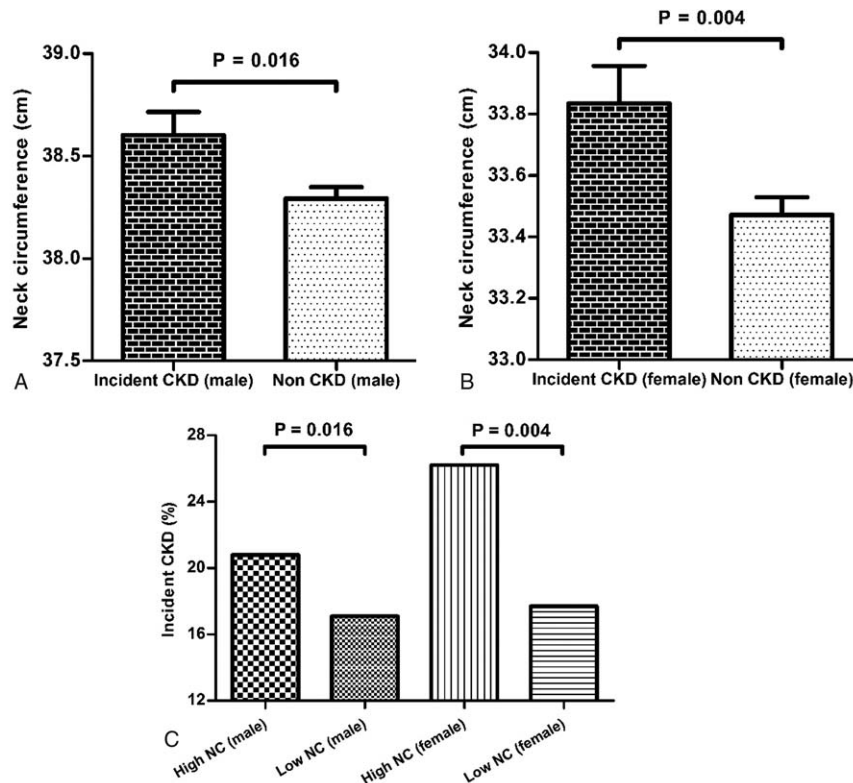 39.0
38.5
38.0
37.5
Neck circumference (cm)
P = 0.016
Incident CKD (male) Non CKD (male)
A
34.0
33.8
33.6
33.4
33.2
33.0
Neck circumference (cm)
P = 0.004
Incident CKD (female) Non CKD (female)
B
28
24
20
16
12
Incident CKD (%)
P = 0.016 P = 0.004
High NC (male) Low NC (male) High NC (female) Low NC (female)
C